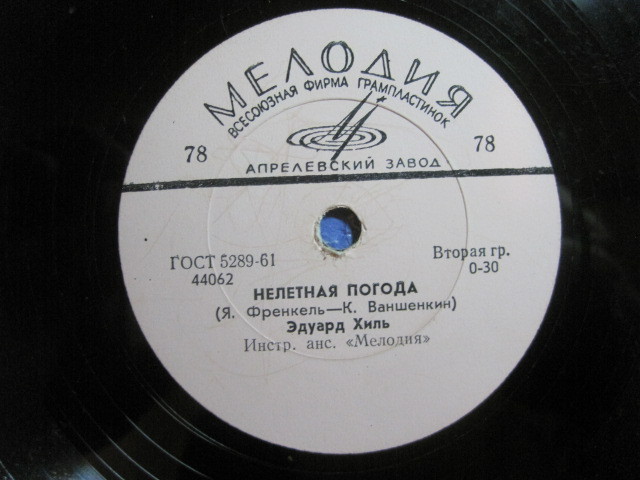 МЕЛОДИЯ
ВСЕСОЮЗНАЯ ФИРМА ГРАМПЛАСТИНОК
78 78
АПРЕЛЕВСКИЙ ЗАВОД
ГОСТ 5289-61 Вторая гр.
44062 0-30
НЕЛЕТНАЯ ПОГОДА
(Я. Френкель—К. Ваншенкин)
Эдуард Хиль
Инстр. анс. «Мелодия»